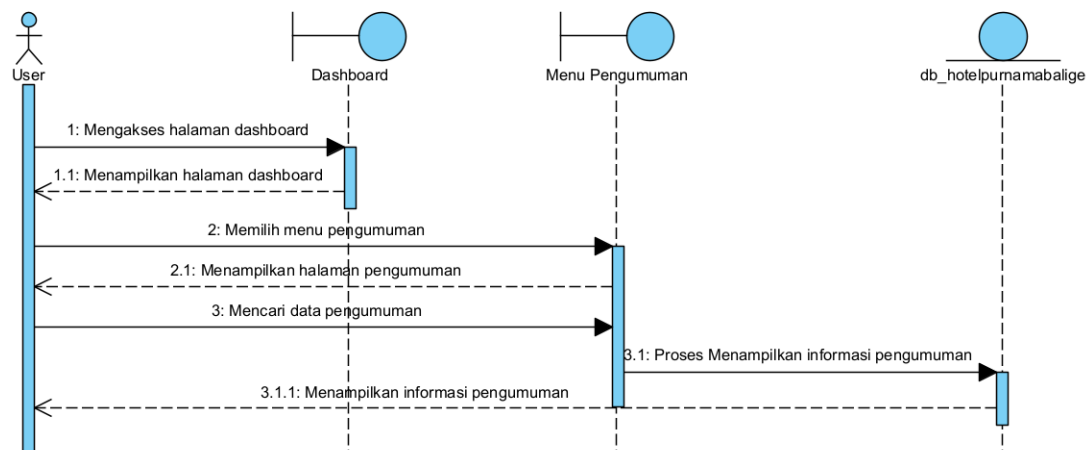 User
Dashboard
Menu Pengumuman
db_hotelpurnamabalige
1: Mengakses halaman dashboard
1.1: Menampilkan halaman dashboard
2: Memilih menu pengumuman
2.1: Menampilkan halaman pengumuman
3: Mencari data pengumuman
3.1: Proses Menampilkan informasi pengumuman
3.1.1: Menampilkan informasi pengumuman